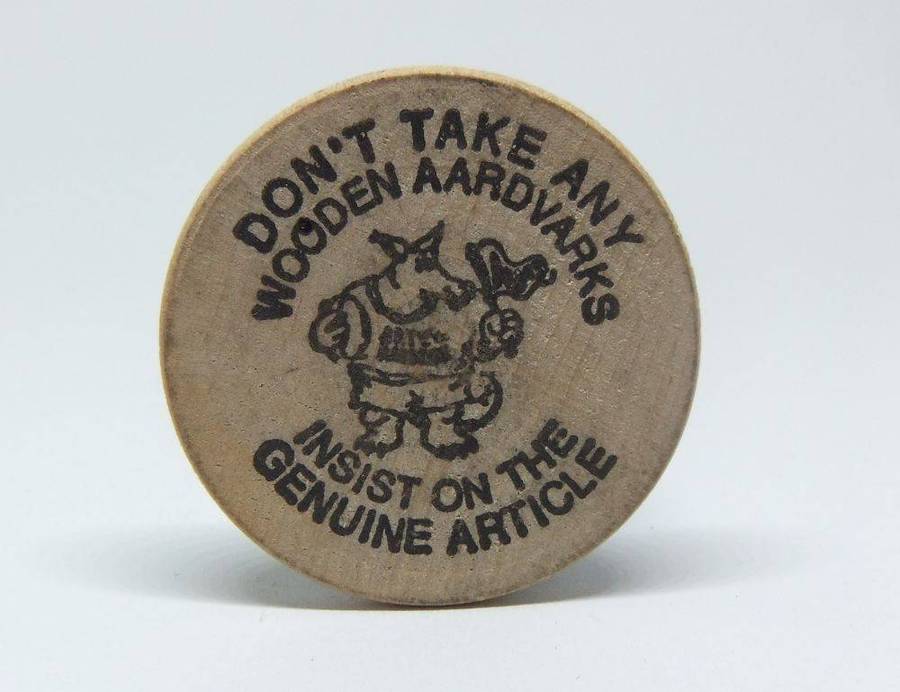 DON'T TAKE ANY
WOODEN AARDVARKS
INSIST ON THE
GENUINE ARTICLE